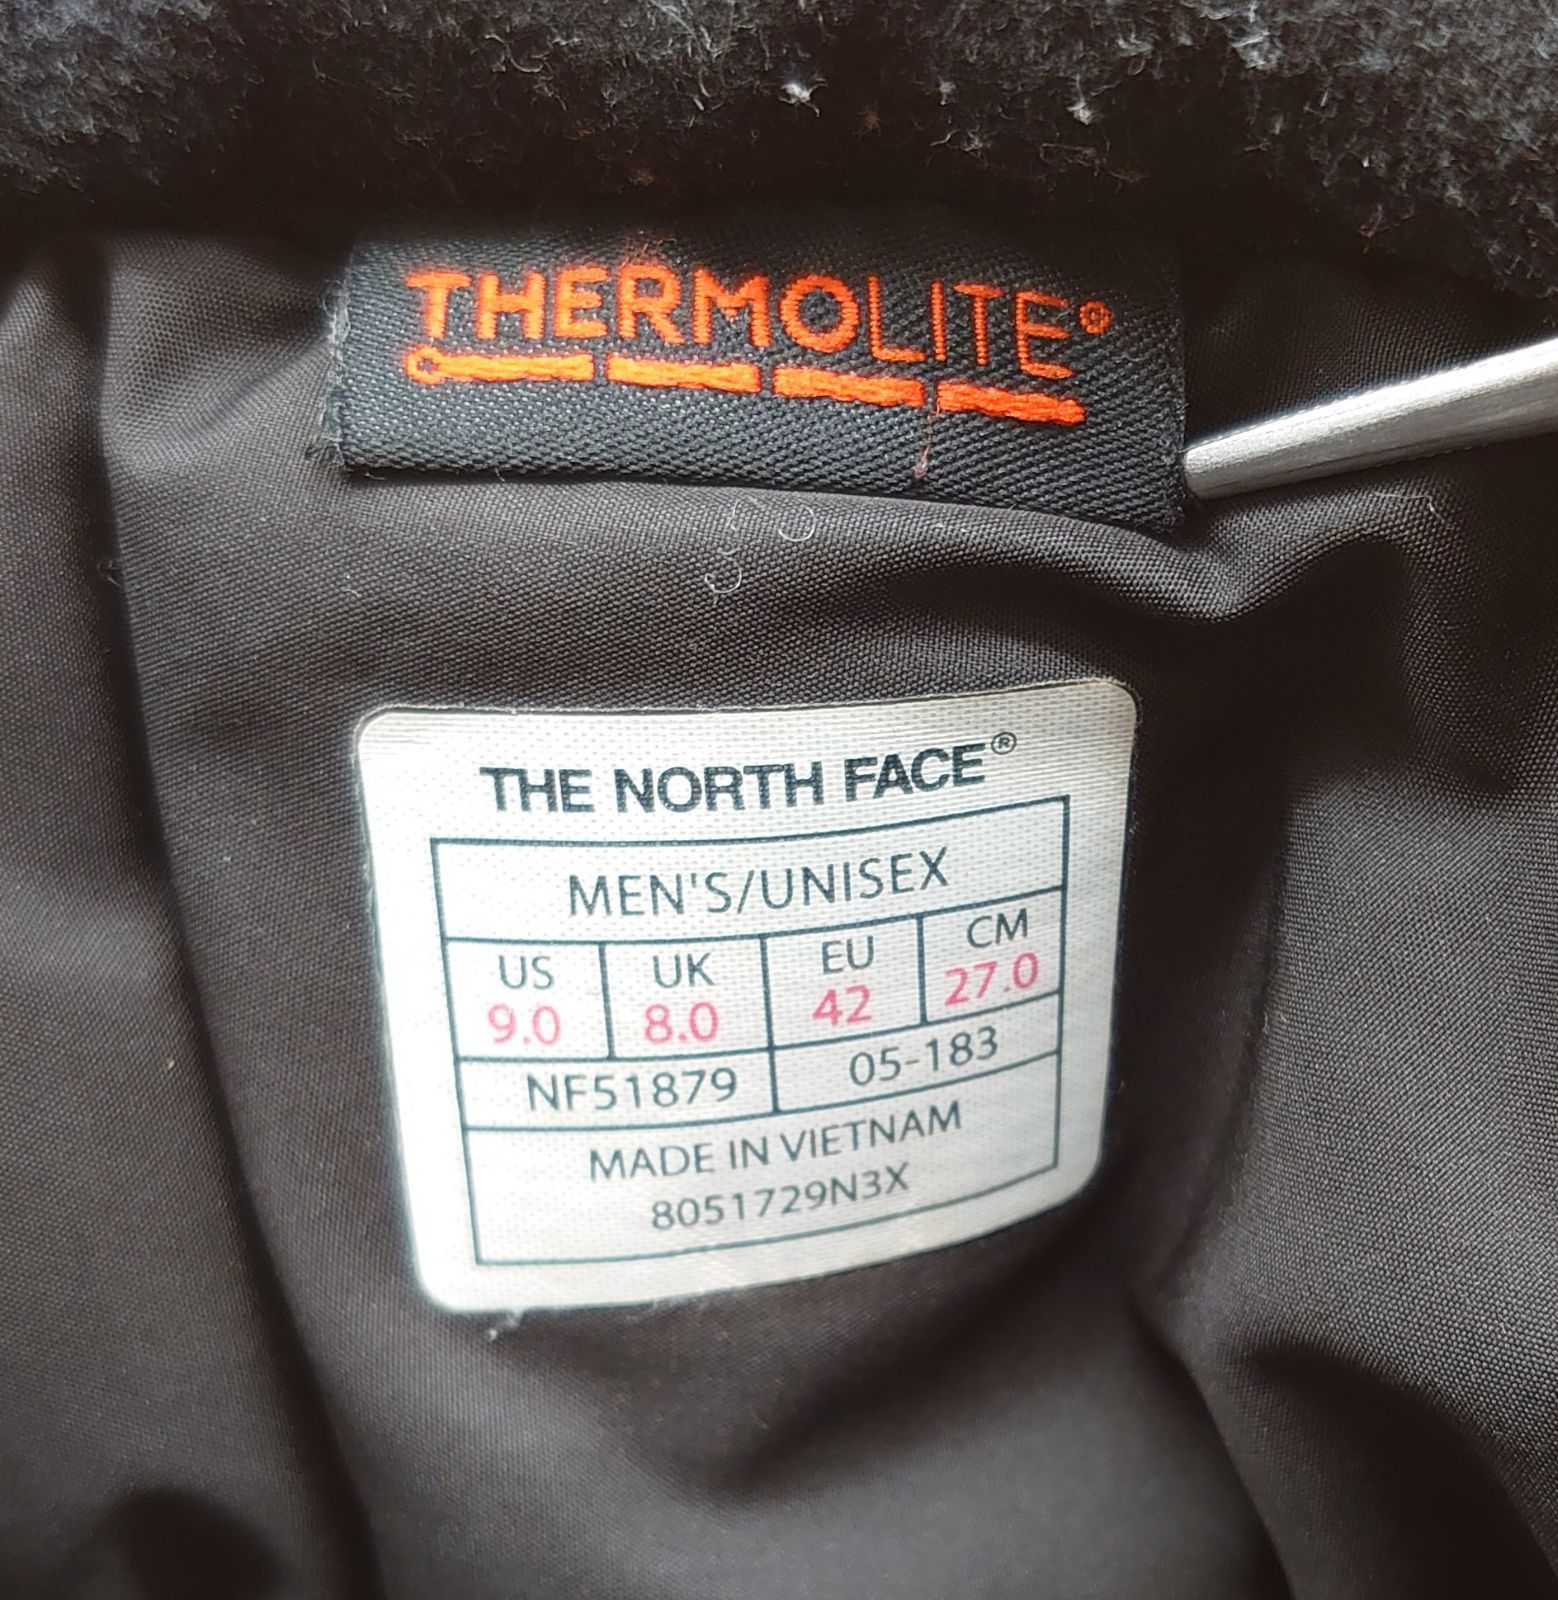 THERMOLITE®
THE NORTH FACE®
MEN'S/UNISEX
US UK EU CM
9.0 8.0 42 27.0
NF51879 05-183
MADE IN VIETNAM
8051729N3X